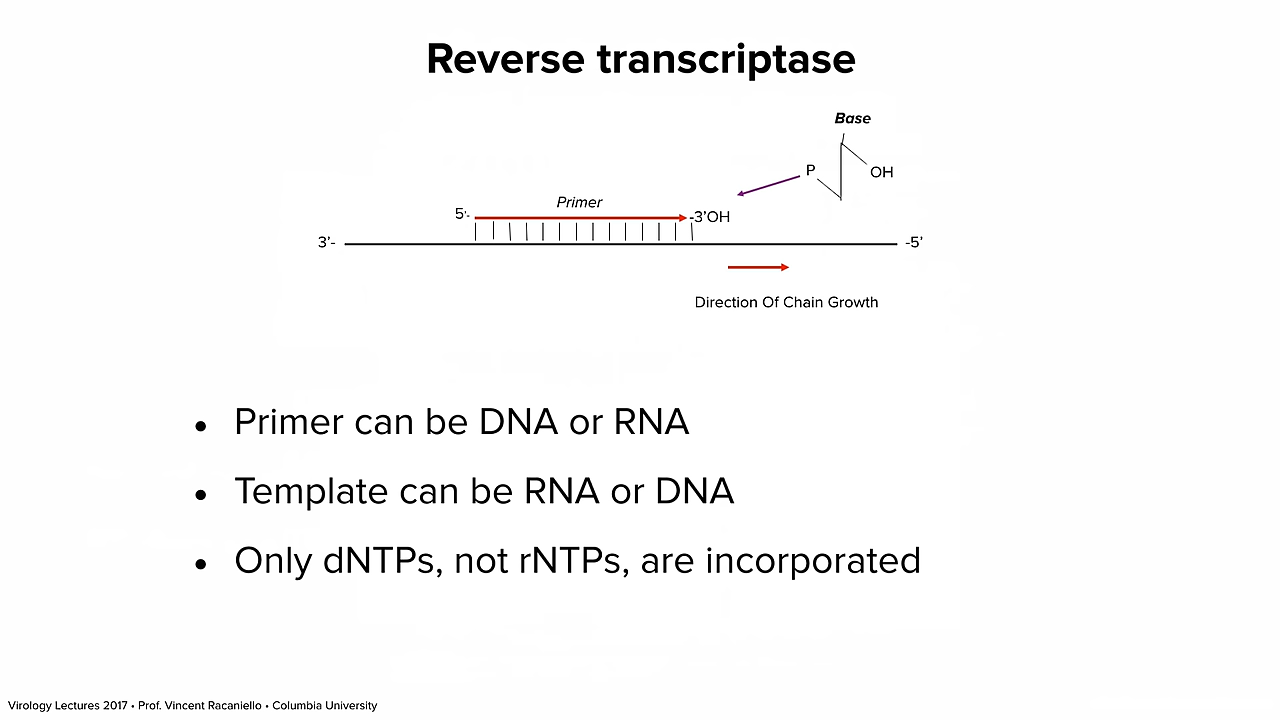 Reverse transcriptase
Base
P
OH
Primer
5'-
-3'OH
3'-
-5'
Direction Of Chain Growth
• Primer can be DNA or RNA
• Template can be RNA or DNA
• Only dNTPs, not rNTPs, are incorporated
Virology Lectures 2017 • Prof. Vincent Racaniello • Columbia University